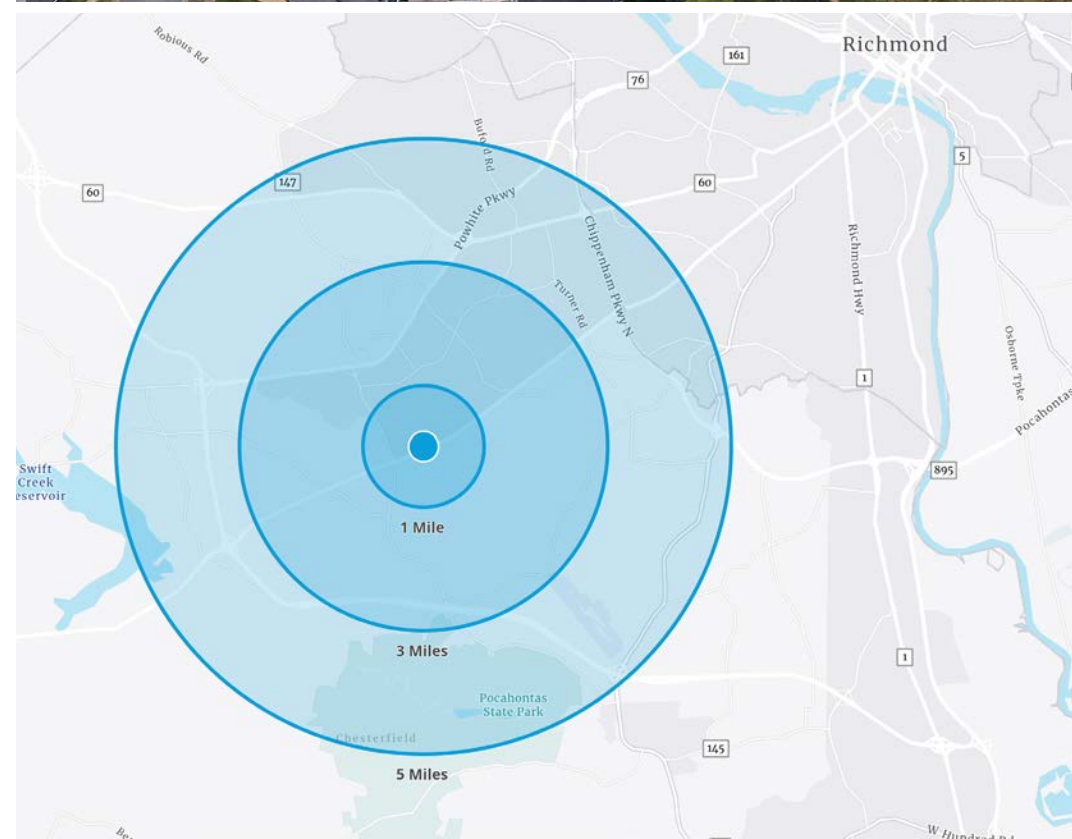 Robious Rd
Richmond
161
76
Buford Rd
5
147
60
60
Powhite Pkwy
Chippenham Pkwy N
Richmond Hwy
Turner Rd
Osborne Tpke
1
Pocahontas
895
Swift
Creek
eservoir
1 Mile
3 Miles
1
Pocahontas
State Park
Chesterfield
145
5 Miles
W Hundred Rd